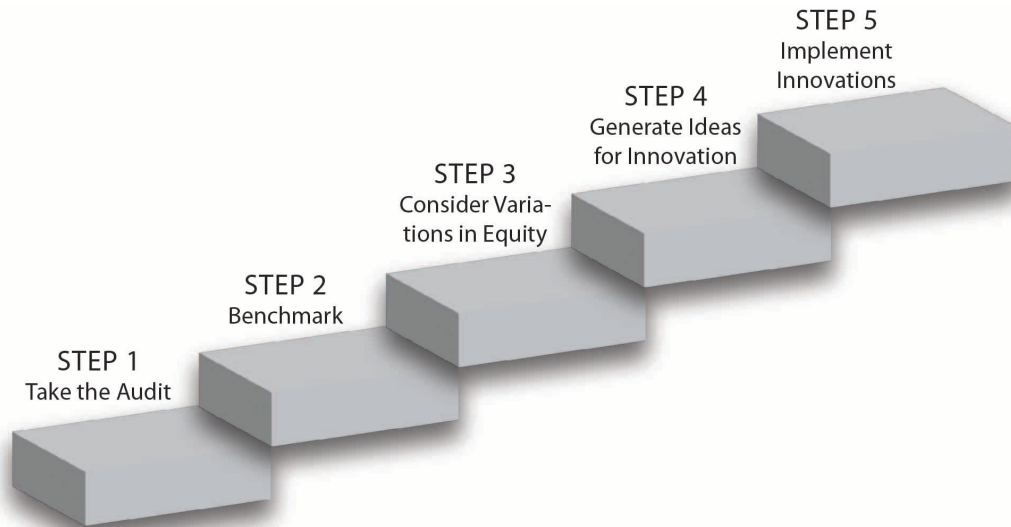 STEP 1
Take the Audit
STEP 2
Benchmark
STEP 3
Consider Varia-
tions in Equity
STEP 4
Generate Ideas
for Innovation
STEP 5
Implement
Innovations